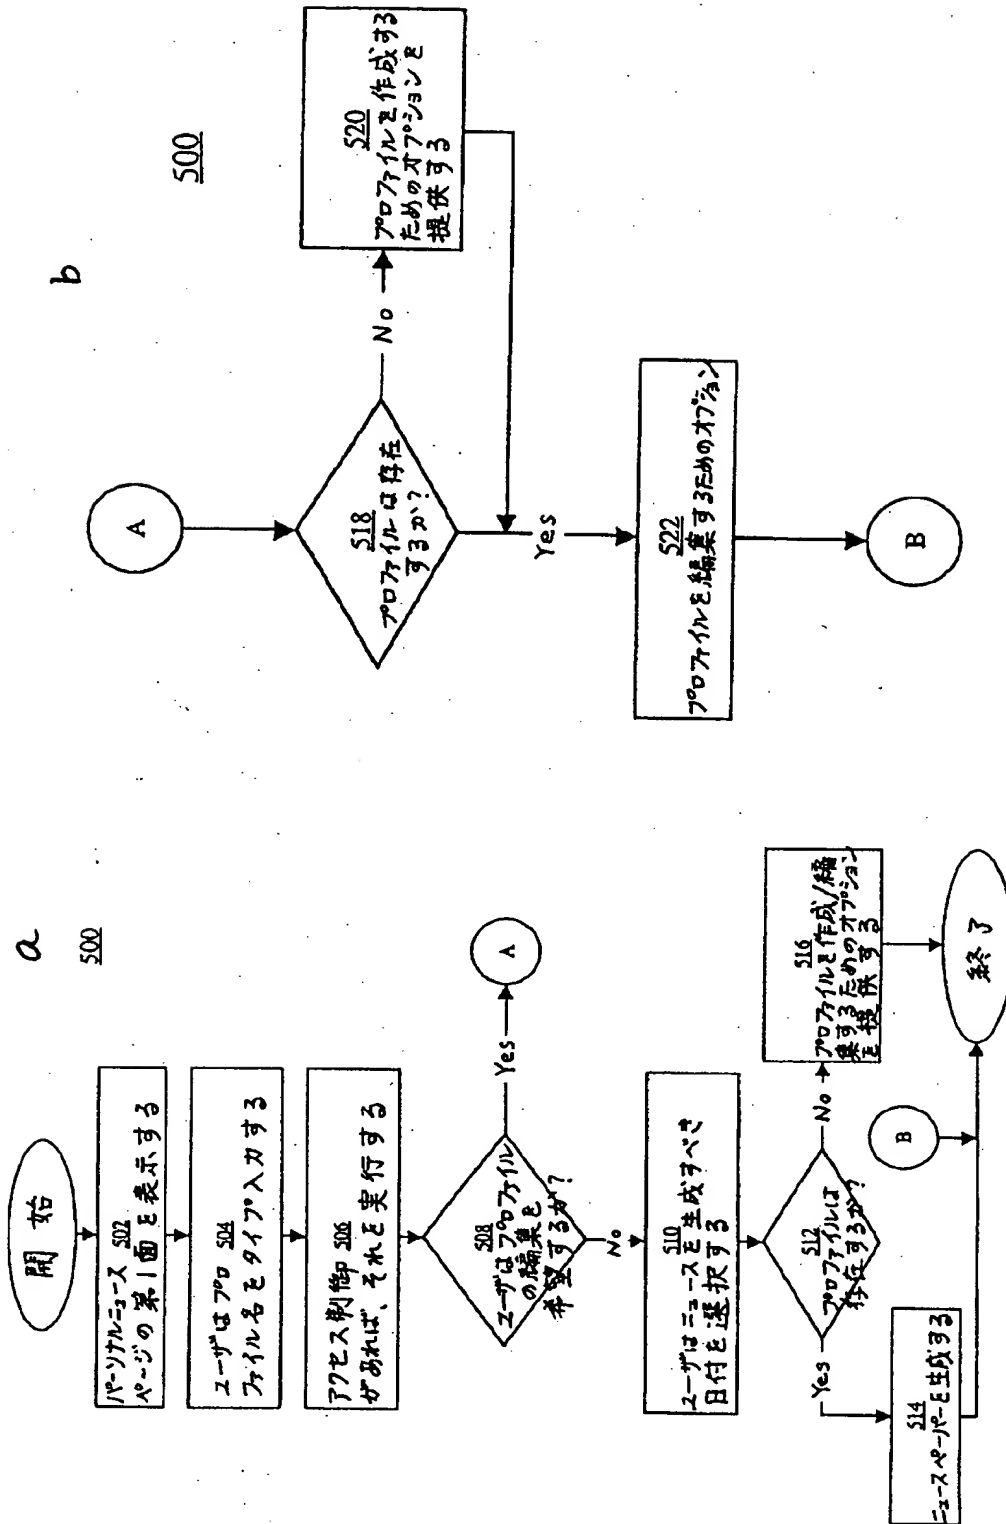 a
500
開始
502
パーソナルニュース
ページの第1面を表示する
504
ユーザはプロ
ファイル名をタイプ入力する
506
アクセス制御
があれば、それを実行する
508
ユーザはプロファイル
の編集を
希望するか?
Yes
A
No
510
ユーザはニュースを生成すべき
日付を選択する
512
プロファイルは
存在するか?
No
516
プロファイルを作成/編
集するためのオプション
を提供する
Yes
514
ニュースペーパーを生成する
B
終了
b
500
A
518
プロファイルは存在
するか?
No
520
プロファイルを作成する
ためのオプションを
提供する
Yes
522
プロファイルを編集するためのオプション
B